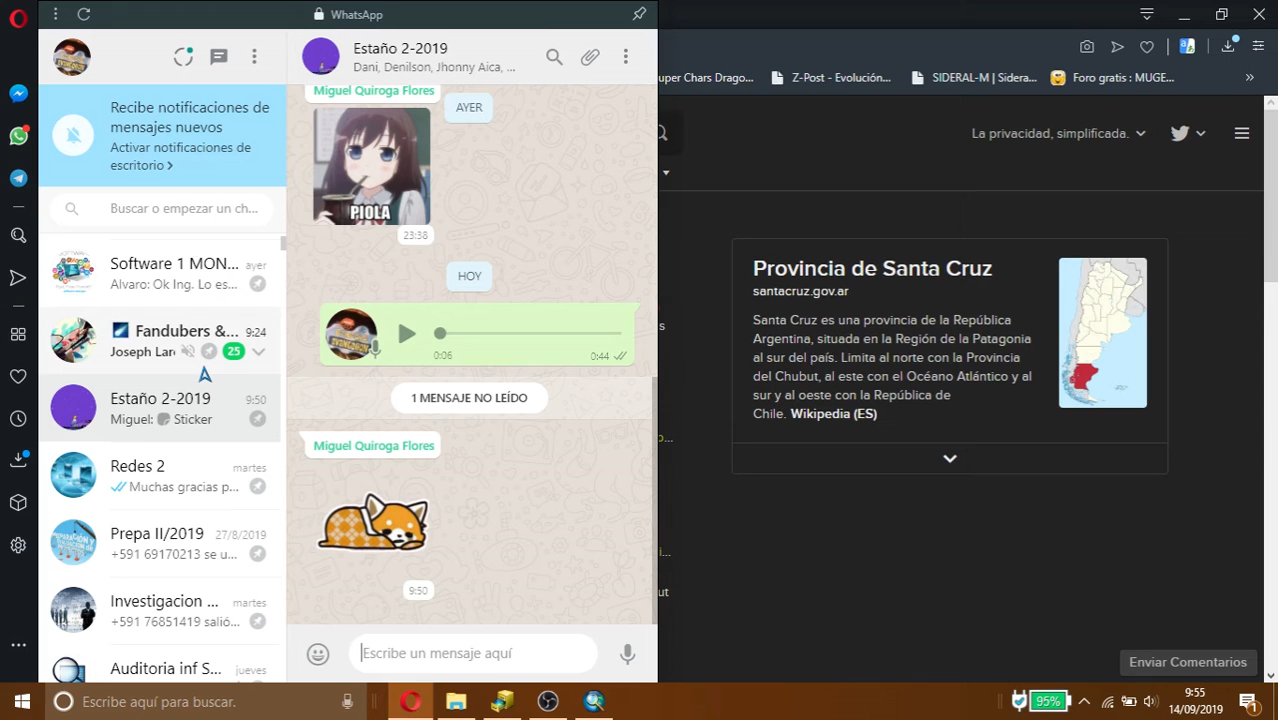 WhatsApp
Recibe notificaciones de
mensajes nuevos
Activar notificaciones de
escritorio >
Buscar o empezar un ch...
Software 1 MON... ayer
Alvaro: Ok Ing. Lo es...
Fandubers &... 9:24
Joseph Lar 25
Estaño 2-2019 9:50
Miguel: Sticker
Redes 2 martes
Muchas gracias p...
Prepa II/2019 27/8/2019
+591 69170213 se u...
Investigacion ... martes
+591 76851419 salió...
Auditoria inf S... jueves
Estaño 2-2019
Dani, Denilson, Jhonny Aica, ...
Miguel Quiroga Flores
AYER
PIOLA
23:38
HOY
0:06 0:44
1 MENSAJE NO LEÍDO
Miguel Quiroga Flores
9:50
Escribe un mensaje aquí
uper Chars Drago... Z-Post - Evolución... SIDERAL-M | Sidera... Foro gratis : MUGE... »
La privacidad, simplificada.
Provincia de Santa Cruz
santacruz.gov.ar
Santa Cruz es una provincia de la República
Argentina, situada en la Región de la Patagonia
al sur del país. Limita al norte con la Provincia
del Chubut, al este con el Océano Atlántico y al
sur y al oeste con la República de
Chile. Wikipedia (ES)
s
o...
i...
ut
Enviar Comentarios
Escribe aquí para buscar.
95%
9:55
14/09/2019
1